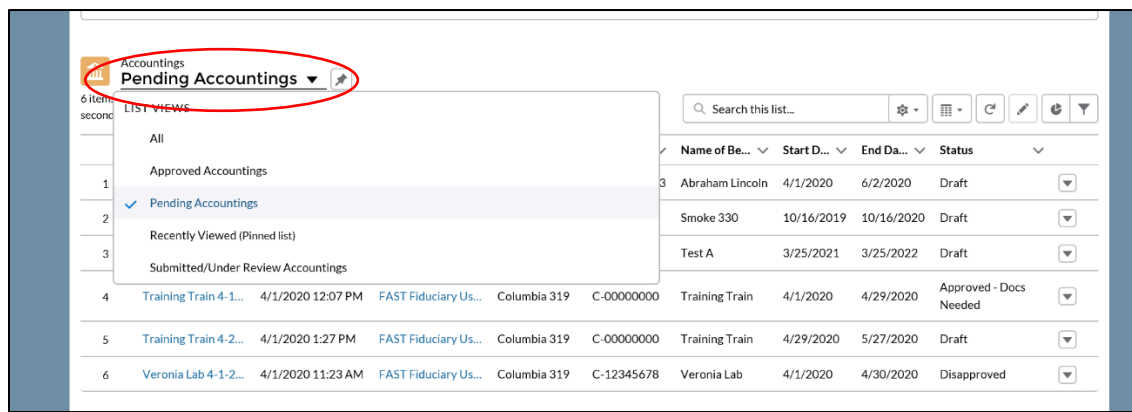 Accountings
Pending Accountings
6 item
second
LIST VIEWS
All
Approved Accountings
Pending Accountings
Recently Viewed (Pinned list)
Submitted/Under Review Accountings
Search this list...
Name of Be... Start D... End Da... Status
1 3 Abraham Lincoln 4/1/2020 6/2/2020 Draft
2 Smoke 330 10/16/2019 10/16/2020 Draft
3 Test A 3/25/2021 3/25/2022 Draft
4 Training Train 4-1... 4/1/2020 12:07 PM FAST Fiduciary Us... Columbia 319 C-00000000 Training Train 4/1/2020 4/29/2020 Approved - Docs
Needed
5 Training Train 4-2... 4/1/2020 1:27 PM FAST Fiduciary Us... Columbia 319 C-00000000 Training Train 4/29/2020 5/27/2020 Draft
6 Veronia Lab 4-1-2... 4/1/2020 11:23 AM FAST Fiduciary Us... Columbia 319 C-12345678 Veronia Lab 4/1/2020 4/30/2020 Disapproved